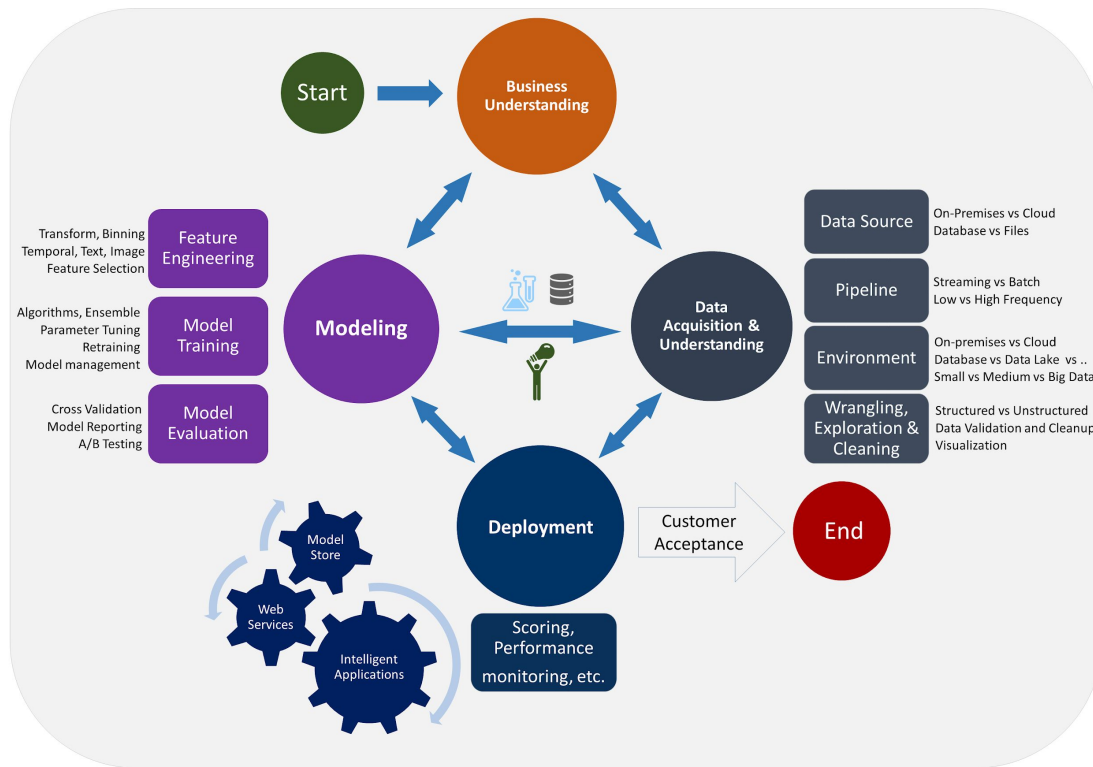 Start
Business
Understanding
Transform, Binning
Temporal, Text, Image
Feature Selection
Feature
Engineering
Algorithms, Ensemble
Parameter Tuning
Retraining
Model management
Model
Training
Cross Validation
Model Reporting
A/B Testing
Model
Evaluation
Modeling
Data
Acquisition &
Understanding
Data Source
On-Premises vs Cloud
Database vs Files
Pipeline
Streaming vs Batch
Low vs High Frequency
Environment
On-premises vs Cloud
Database vs Data Lake vs ..
Small vs Medium vs Big Data
Wrangling,
Exploration &
Cleaning
Structured vs Unstructured
Data Validation and Cleanup
Visualization
Deployment
Customer
Acceptance
End
Model
Store
Web
Services
Intelligent
Applications
Scoring,
Performance
monitoring, etc.